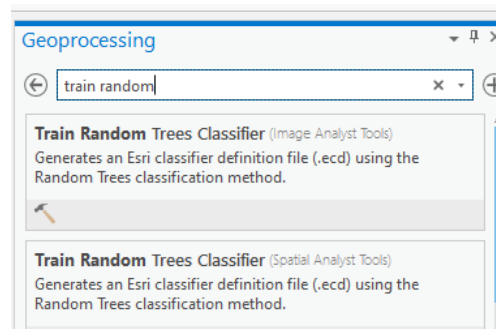 Geoprocessing
train random
Train Random Trees Classifier (Image Analyst Tools)
Generates an Esri classifier definition file (.ecd) using the
Random Trees classification method.
Train Random Trees Classifier (Spatial Analyst Tools)
Generates an Esri classifier definition file (.ecd) using the
Random Trees classification method.